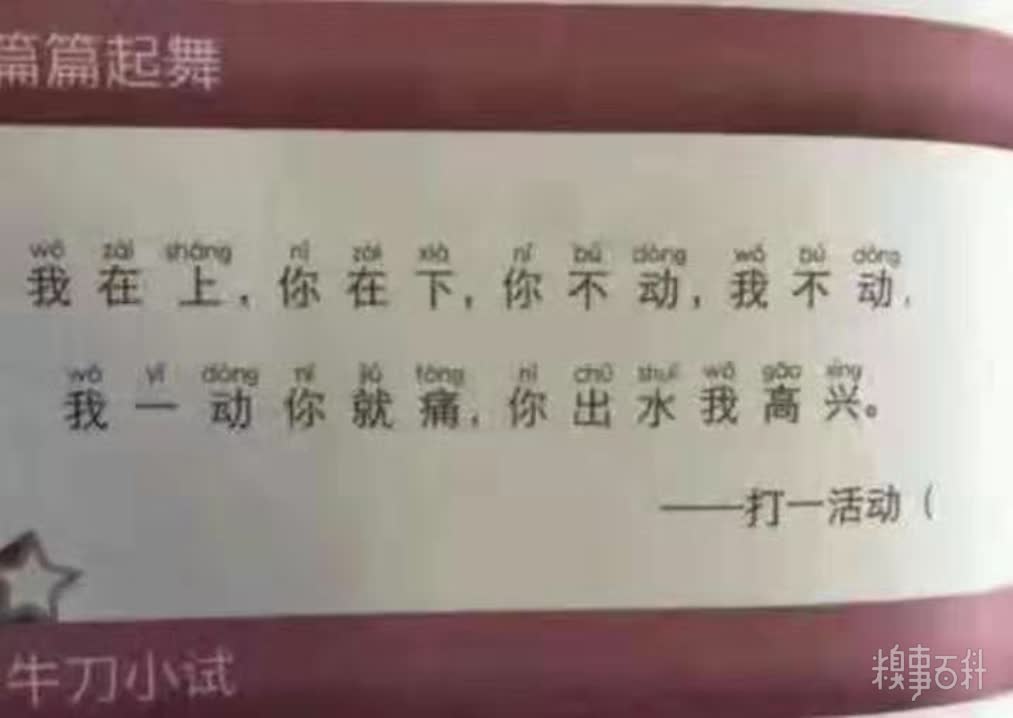 篇篇起舞
wǒ zài shàng nǐ zài xià nǐ bú dòng wǒ bú dòng
我在上,你在下,你不动,我不动,
wǒ yí dòng nǐ jiù tòng nǐ chū shuǐ wǒ gāo xìng
我一动你就痛,你出水我高兴。
——打一活动(
牛刀小试
糗事百科